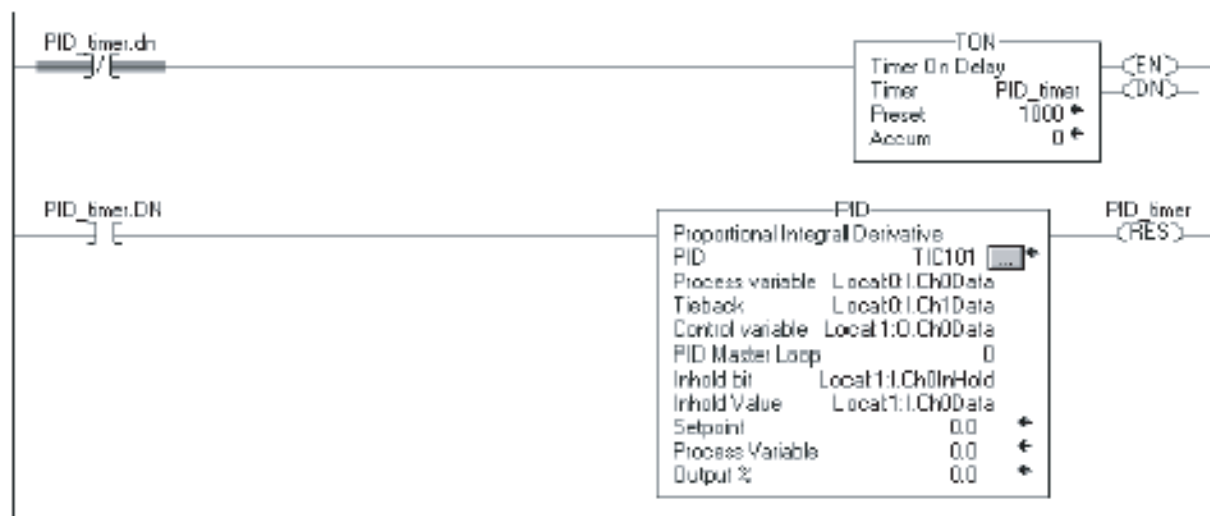 PID_timer.dn
TON
Timer On Delay
Timer PID_timer
Preset 1000
Accum 0
EN
DN
PID_timer.DN
PID
Proportional Integrall Derivative
PID TIC101 ...
Process variable Local:0:I.Ch0Data
Tieback Local:0:I.Ch1Data
Control variable Local:1:O.Ch0Data
PID Master Loop 0
Inhold bit Local:1:I.Ch0InHold
Inhold Value Local:1:I.Ch0Data
Setpoint 0.0
Process Variable 0.0
Output % 0.0
PID_timer
RES